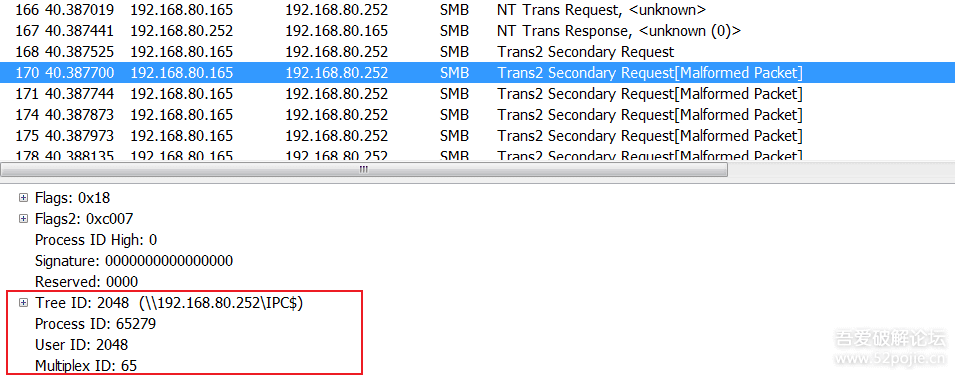 166 40.387019 192.168.80.165 192.168.80.252 SMB NT Trans Request, <unknown>
167 40.387441 192.168.80.252 192.168.80.165 SMB NT Trans Response, <unknown (0)>
168 40.387525 192.168.80.165 192.168.80.252 SMB Trans2 Secondary Request
170 40.387700 192.168.80.165 192.168.80.252 SMB Trans2 Secondary Request[Malformed Packet]
171 40.387744 192.168.80.165 192.168.80.252 SMB Trans2 Secondary Request[Malformed Packet]
174 40.387873 192.168.80.165 192.168.80.252 SMB Trans2 Secondary Request[Malformed Packet]
175 40.387973 192.168.80.165 192.168.80.252 SMB Trans2 Secondary Request[Malformed Packet]
178 40.388135 192.168.80.165 192.168.80.252 SMB Trans2 Secondary Request[Malformed Packet]
Flags: 0x18
Flags2: 0xc007
Process ID High: 0
Signature: 0000000000000000
Reserved: 0000
Tree ID: 2048 (\\192.168.80.252\IPC$)
Process ID: 65279
User ID: 2048
Multiplex ID: 65
吾爱破解论坛
www.52pojie.cn